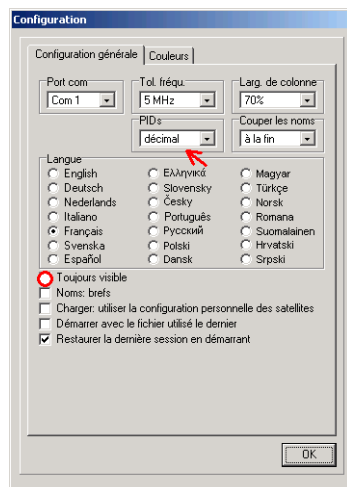 Configuration
Configuration générale Couleurs
Port com Tol. fréqu. Larg. de colonne
Com 1 5 MHz 70%
PIDs Couper les noms
décimal à la fin
Langue
English Ελληνικά Magyar
Deutsch Slovensky Türkçe
Nederlands Česky Norsk
Italiano Português Romana
Français Русский Suomalainen
Svenska Polski Hrvatski
Español Dansk Srpski
Toujours visible
Noms: brefs
Charger: utiliser la configuration personnelle des satellites
Démarrer avec le fichier utilisé le dernier
Restaurer la dernière session en démarrant
OK